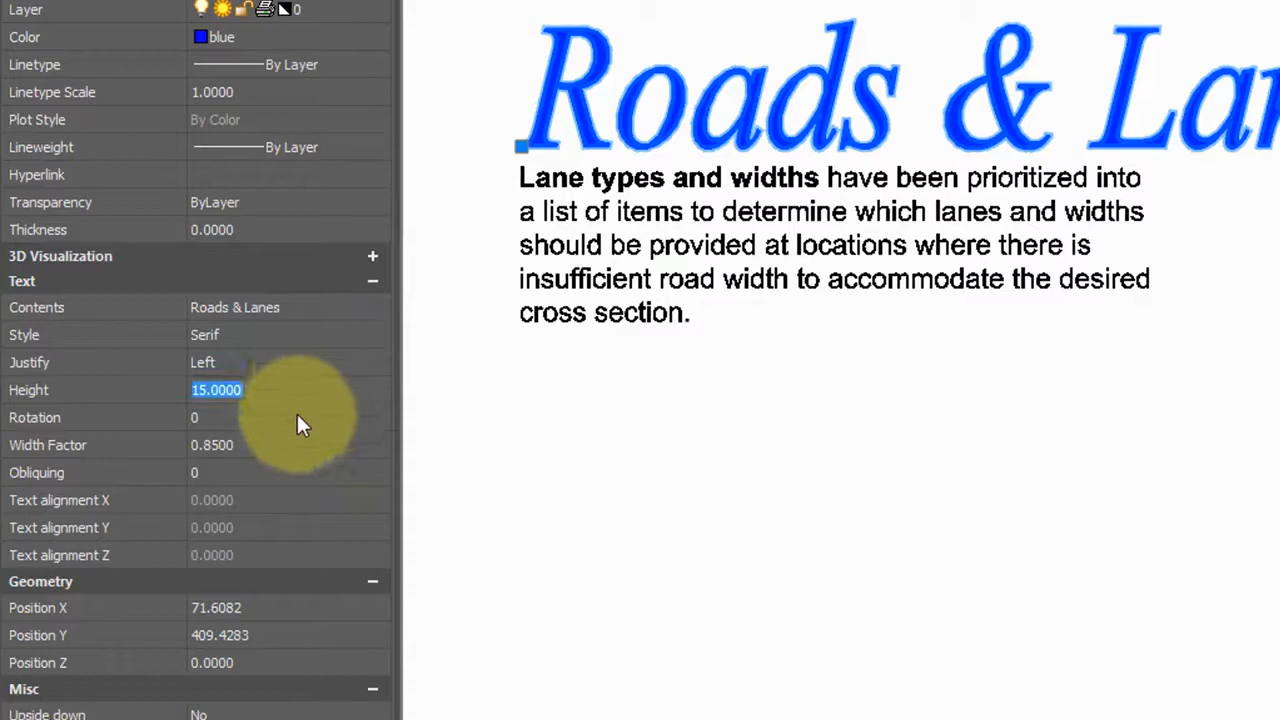 Layer 0
Color blue
Linetype By Layer
Linetype Scale 1.0000
Plot Style By Color
Lineweight By Layer
Hyperlink
Transparency ByLayer
Thickness 0.0000
3D Visualization +
Text −
Contents Roads & Lanes
Style Serif
Justify Left
Height 15.0000
Rotation 0
Width Factor 0.8500
Obliquing 0
Text alignment X 0.0000
Text alignment Y 0.0000
Text alignment Z 0.0000
Geometry −
Position X 71.6082
Position Y 409.4283
Position Z 0.0000
Misc −
Upside down No
Roads & Lan
Lane types and widths have been prioritized into
a list of items to determine which lanes and widths
should be provided at locations where there is
insufficient road width to accommodate the desired
cross section.